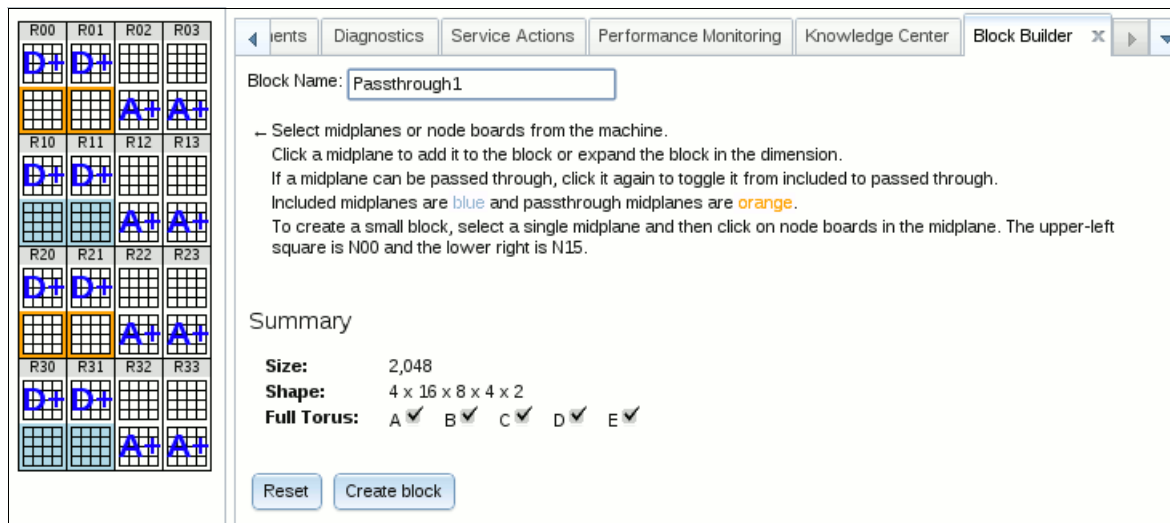 R00 R01 R02 R03
D+ D+
A+ A+
R10 R11 R12 R13
D+ D+
A+ A+
R20 R21 R22 R23
D+ D+
A+ A+
R30 R31 R32 R33
D+ D+
A+ A+
ents Diagnostics Service Actions Performance Monitoring Knowledge Center Block Builder X
Block Name: Passthrough1
← Select midplanes or node boards from the machine.
Click a midplane to add it to the block or expand the block in the dimension.
If a midplane can be passed through, click it again to toggle it from included to passed through.
Included midplanes are blue and passthrough midplanes are orange.
To create a small block, select a single midplane and then click on node boards in the midplane. The upper-left
square is N00 and the lower right is N15.
Summary
Size: 2,048
Shape: 4 x 16 x 8 x 4 x 2
Full Torus: A ✔ B ✔ C ✔ D ✔ E ✔
Reset Create block